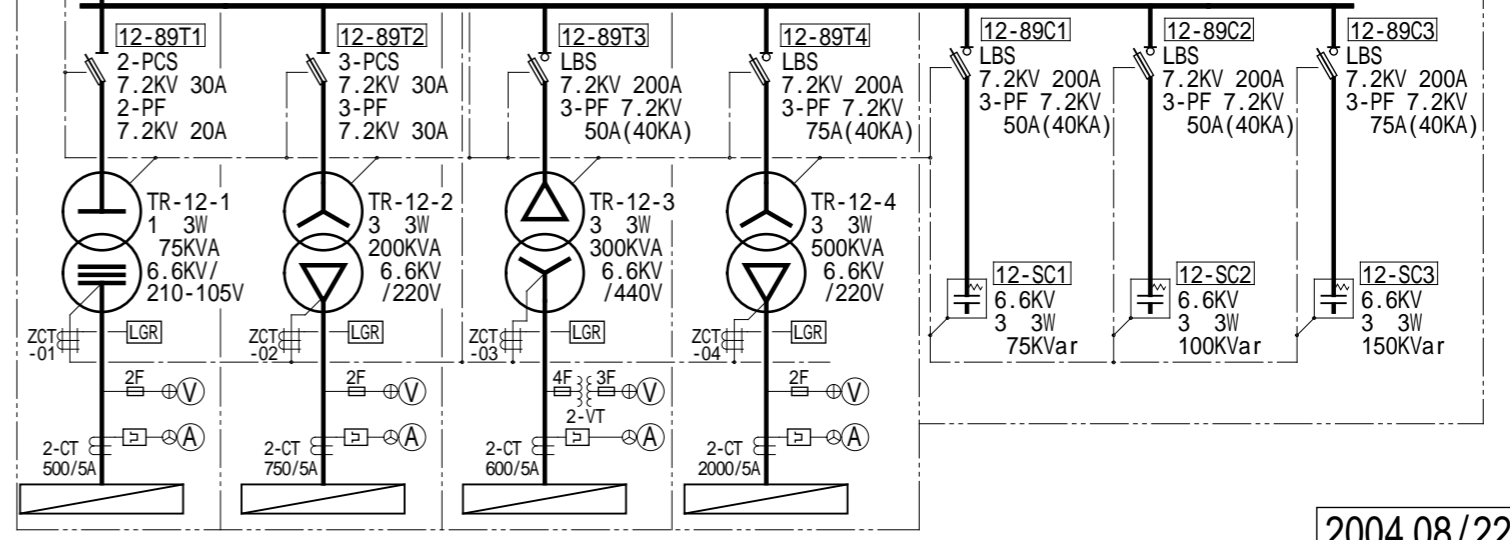 12-89T1
2-PCS
7.2KV 30A
2-PF
7.2KV 20A
12-89T2
3-PCS
7.2KV 30A
3-PF
7.2KV 30A
12-89T3
LBS
7.2KV 200A
3-PF 7.2KV
50A(40KA)
12-89T4
LBS
7.2KV 200A
3-PF 7.2KV
75A(40KA)
12-89C1
LBS
7.2KV 200A
3-PF 7.2KV
50A(40KA)
12-89C2
LBS
7.2KV 200A
3-PF 7.2KV
50A(40KA)
12-89C3
LBS
7.2KV 200A
3-PF 7.2KV
75A(40KA)
TR-12-1
1 3W
75KVA
6.6KV/
210-105V
TR-12-2
3 3W
200KVA
6.6KV
/220V
TR-12-3
3 3W
300KVA
6.6KV
/440V
TR-12-4
3 3W
500KVA
6.6KV
/220V
12-SC1
6.6KV
3 3W
75KVar
12-SC2
6.6KV
3 3W
100KVar
12-SC3
6.6KV
3 3W
150KVar
ZCT
-01
LGR
ZCT
-02
LGR
ZCT
-03
LGR
ZCT
-04
LGR
2F
V
2F
V
4F
3F
V
2-VT
2F
V
A
A
A
A
2-CT
500/5A
2-CT
750/5A
2-CT
600/5A
2-CT
2000/5A
2004.08/22